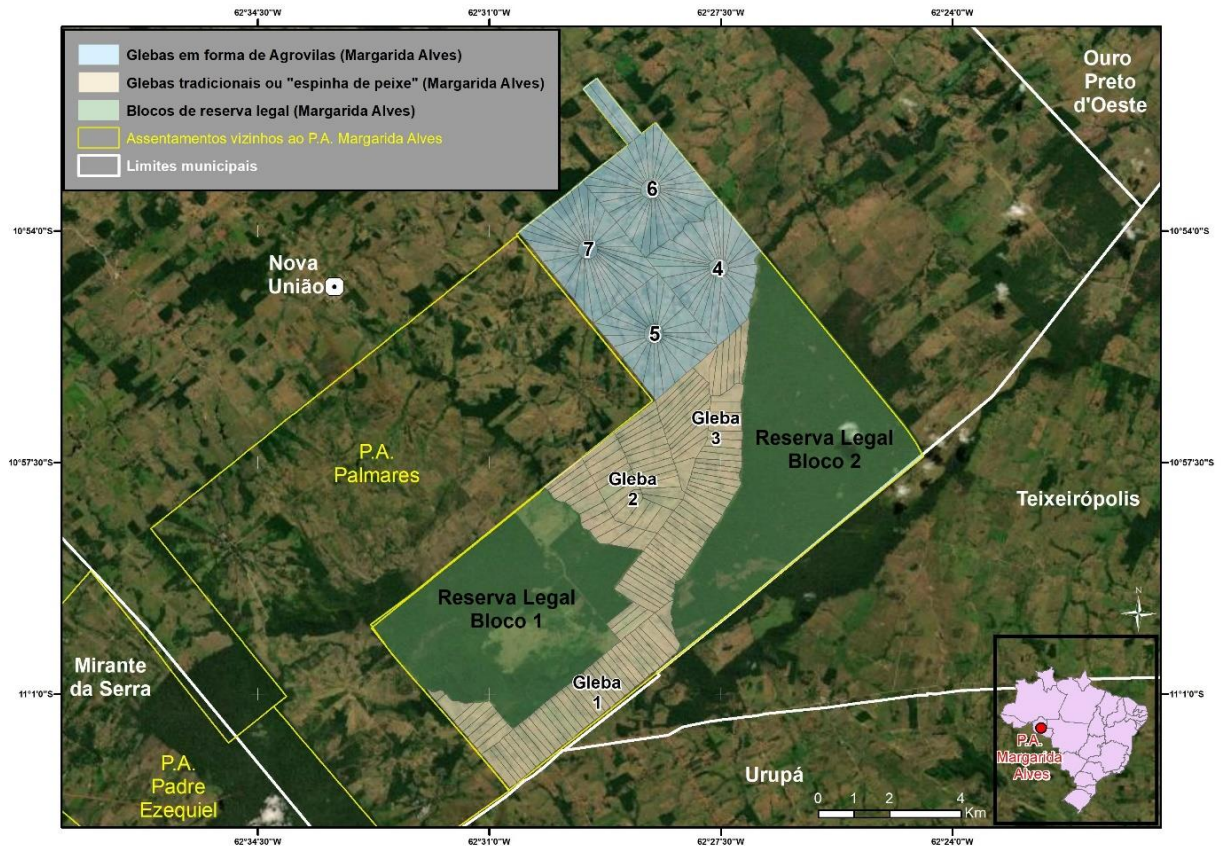 62°34'30"W
62°31'0"W
62°27'30"W
62°24'0"W
Glebas em forma de Agrovilas (Margarida Alves)
Glebas tradicionais ou "espinha de peixe" (Margarida Alves)
Blocos de reserva legal (Margarida Alves)
Assentamentos vizinhos ao P.A. Margarida Alves
Limites municipais
Ouro
Preto
d'Oeste
6
10°54'0"S
10°54'0"S
7
4
Nova
União
5
Gleba
3
Reserva Legal
Bloco 2
P.A.
Palmares
10°57'30"S
10°57'30"S
Gleba
2
Teixeirópolis
Reserva Legal
Bloco 1
N
Mirante
da Serra
Gleba
1
11°1'0"S
11°1'0"S
P.A.
Margarida
Alves
P.A.
Padre
Ezequiel
Urupá
0 1 2 4
Km
62°34'30"W
62°31'0"W
62°27'30"W
62°24'0"W